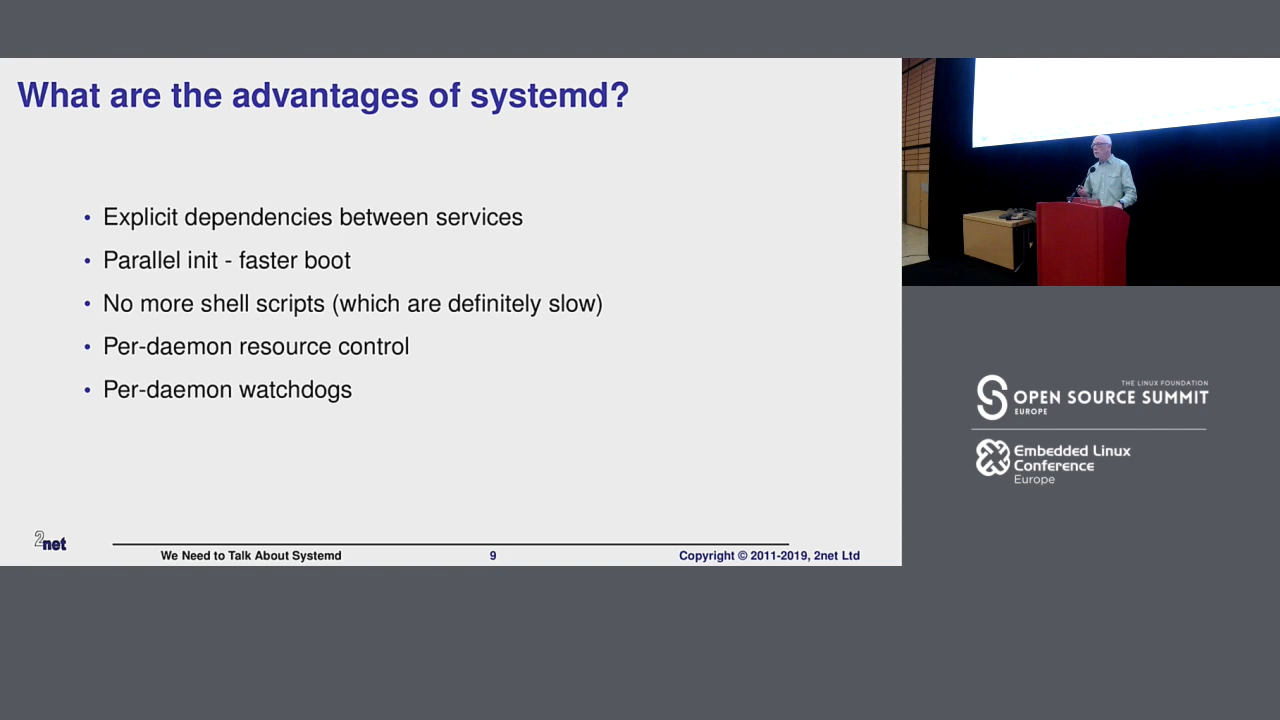 What are the advantages of systemd?
• Explicit dependencies between services
• Parallel init - faster boot
• No more shell scripts (which are definitely slow)
• Per-daemon resource control
• Per-daemon watchdogs
2net
We Need to Talk About Systemd 9 Copyright © 2011-2019, 2net Ltd
THE LINUX FOUNDATION
OPEN SOURCE SUMMIT
EUROPE
Embedded Linux
Conference
Europe